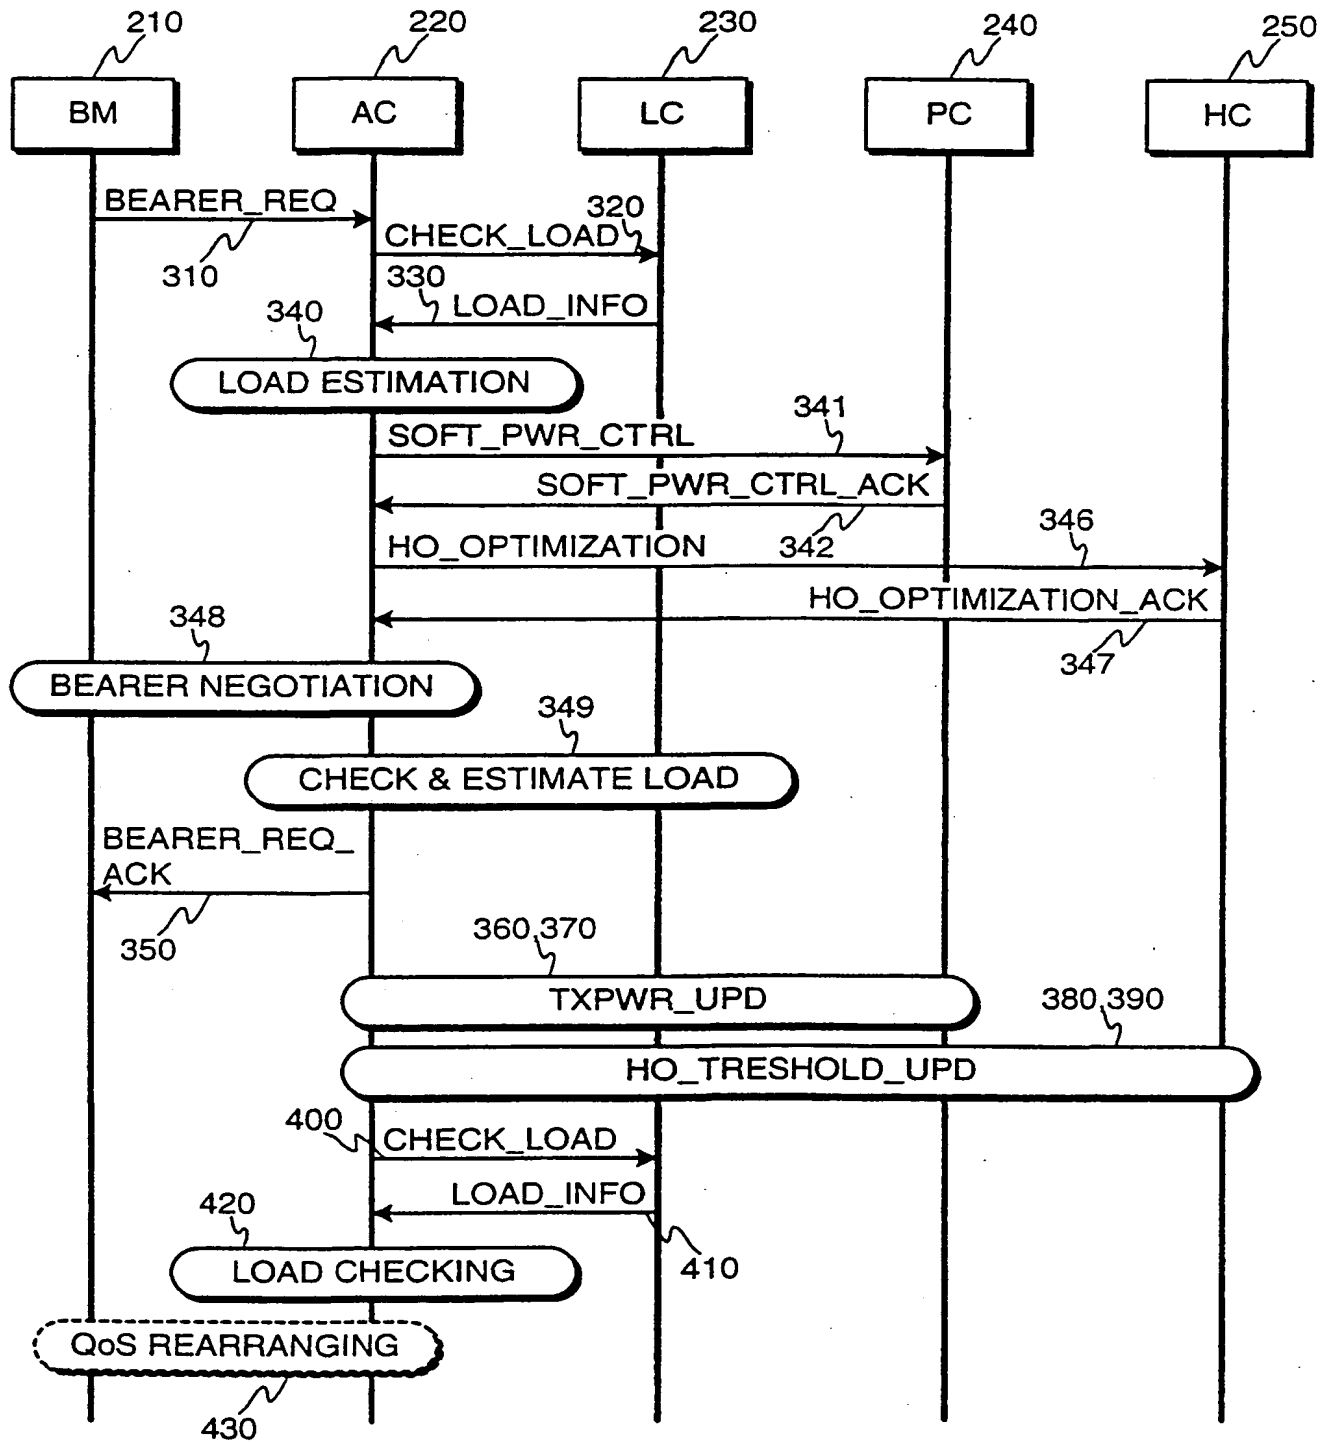 210
220
230
240
250
BM
AC
LC
PC
HC
BEARER_REQ
320
CHECK_LOAD
310
330
LOAD_INFO
340
LOAD ESTIMATION
341
SOFT_PWR_CTRL
SOFT_PWR_CTRL_ACK
346
HO_OPTIMIZATION
342
HO_OPTIMIZATION_ACK
348
347
BEARER NEGOTIATION
349
CHECK & ESTIMATE LOAD
BEARER_REQ_
ACK
350
360,370
TXPWR_UPD
380,390
HO_TRESHOLD_UPD
400
CHECK_LOAD
LOAD_INFO
420
410
LOAD CHECKING
QoS REARRANGING
430